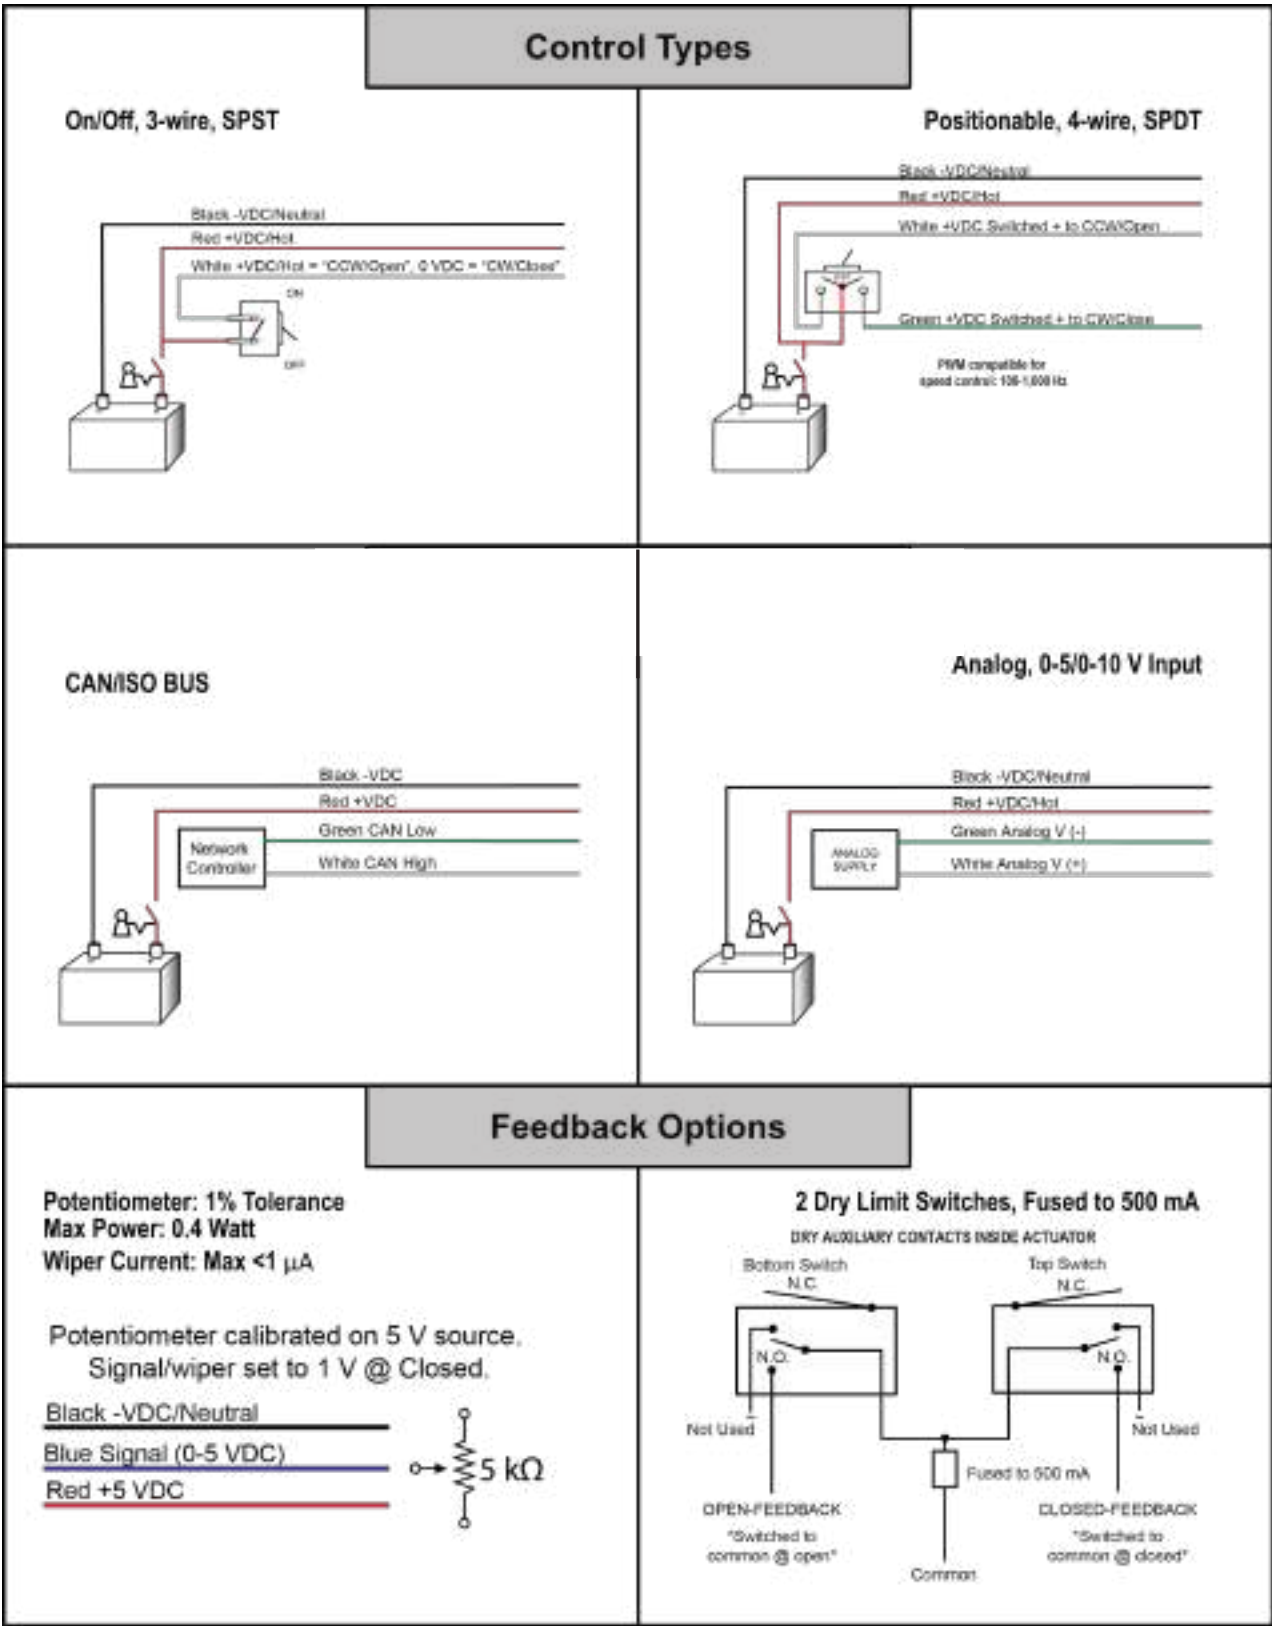 Control Types
On/Off, 3-wire, SPST
Black -VDC/Neutral
Red +VDC/Hot
White +VDC/Hot = "CCW/Open", 0 VDC = "CW/Close"
ON
OFF
Positionable, 4-wire, SPDT
Black -VDC/Neutral
Red +VDC/Hot
White +VDC Switched + to CCW/Open
Green +VDC Switched + to CW/Close
PWM compatible for
speed control: 100-1,000 Hz
CAN/ISO BUS
Black -VDC
Red +VDC
Green CAN Low
White CAN High
Network
Controller
Analog, 0-5/0-10 V Input
Black -VDC/Neutral
Red +VDC/Hot
Green Analog V (-)
White Analog V (+)
ANALOG
SUPPLY
Feedback Options
Potentiometer: 1% Tolerance
Max Power: 0.4 Watt
Wiper Current: Max <1 µA
Potentiometer calibrated on 5 V source.
Signal/wiper set to 1 V @ Closed.
Black -VDC/Neutral
Blue Signal (0-5 VDC)
Red +5 VDC
5 kΩ
2 Dry Limit Switches, Fused to 500 mA
DRY AUXILIARY CONTACTS INSIDE ACTUATOR
Bottom Switch
N.C.
Top Switch
N.C.
N.O.
N.O.
Not Used
Not Used
Fused to 500 mA
OPEN-FEEDBACK
"Switched to
common @ open"
CLOSED-FEEDBACK
"Switched to
common @ closed"
Common